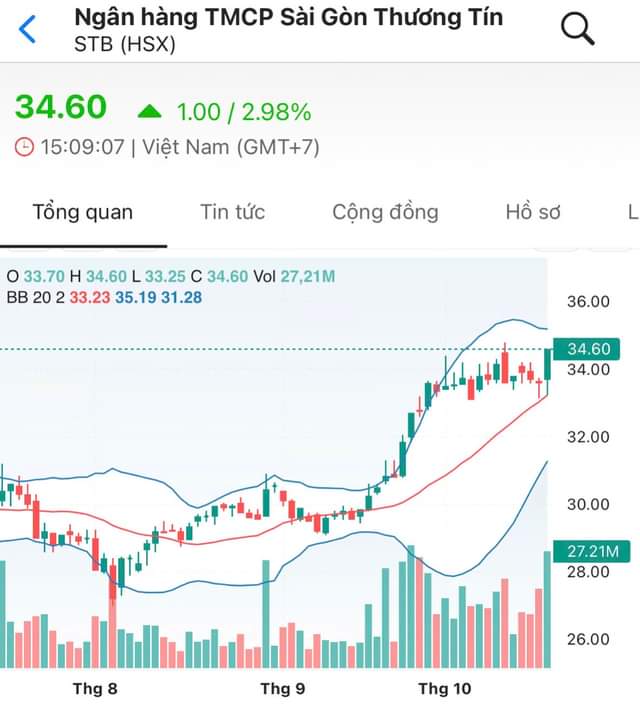 Ngân hàng TMCP Sài Gòn Thương Tín
STB (HSX)
34.60 ▲ 1.00 / 2.98%
15:09:07 | Việt Nam (GMT+7)
Tổng quan Tin tức Cộng đồng Hồ sơ L
O 33.70 H 34.60 L 33.25 C 34.60 Vol 27,21M
BB 20 2 33.23 35.19 31.28
36.00
34.60
34.00
32.00
30.00
27.21M
28.00
26.00
Thg 8 Thg 9 Thg 10